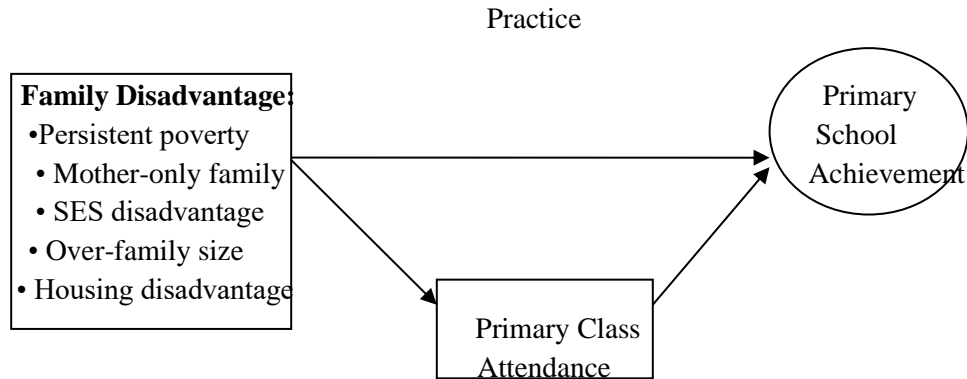 Practice
Family Disadvantage:
•Persistent poverty
• Mother-only family
• SES disadvantage
• Over-family size
• Housing disadvantage
Primary
School
Achievement
Primary Class
Attendance